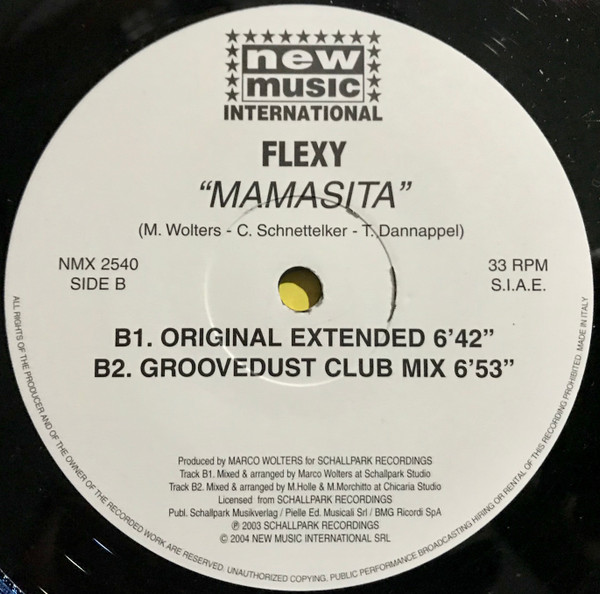 new
music
INTERNATIONAL
FLEXY
“MAMASITA”
(M. Wolters - C. Schnettelker - T. Dannappel)
NMX 2540
SIDE B
33 RPM
S.I.A.E.
B1. ORIGINAL EXTENDED 6’42”
B2. GROOVEDUST CLUB MIX 6’53”
Produced by MARCO WOLTERS for SCHALLPARK RECORDINGS
Track B1. Mixed & arranged by Marco Wolters at Schallpark Studio
Track B2. Mixed & arranged by M.Holle & M.Morchitto at Chicaria Studio
Licensed from SCHALLPARK RECORDINGS
Publ. Schallpark Musikverlag / Pielle Ed. Musicali Srl / BMG Ricordi SpA
℗ 2003 SCHALLPARK RECORDINGS
© 2004 NEW MUSIC INTERNATIONAL SRL
ALL RIGHTS OF THE PRODUCER AND OF THE OWNER OF THE RECORDED WORK ARE RESERVED. UNAUTHORIZED COPYING. PUBLIC PERFORMANCE BROADCASTING HIRING OR RENTAL OF THIS RECORDING PROHIBITED. MADE IN ITALY